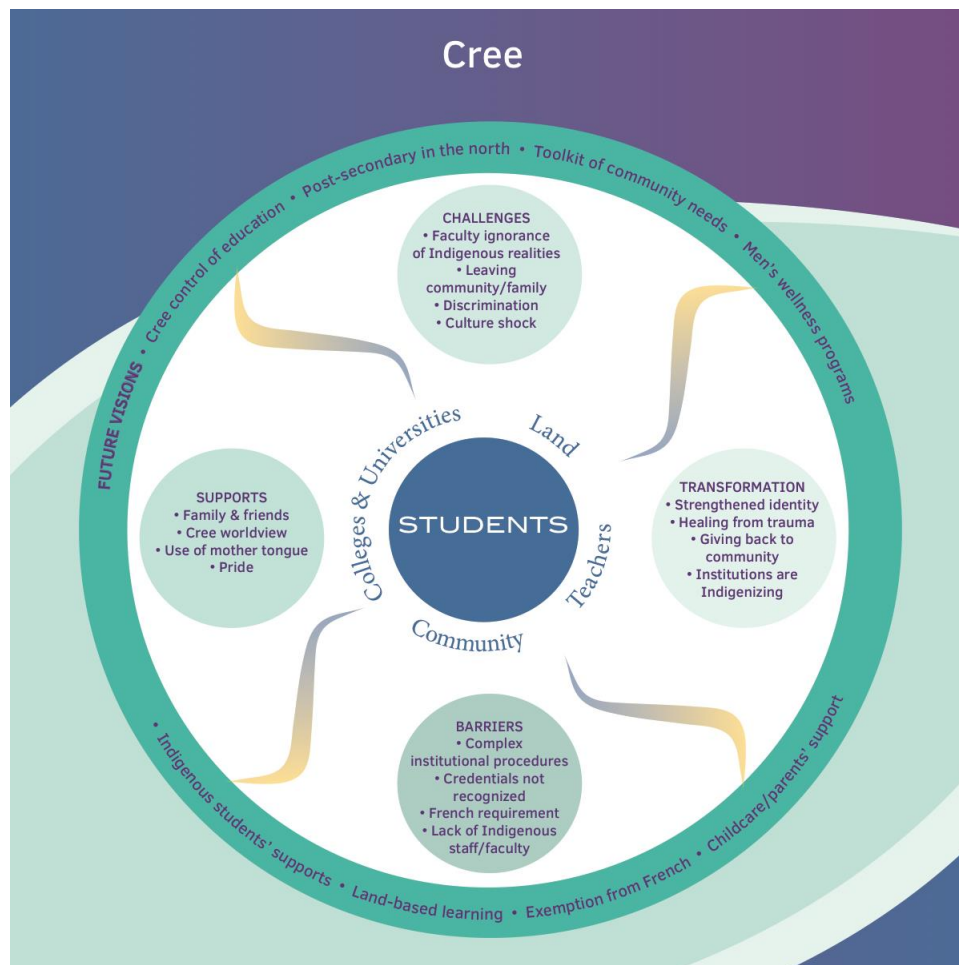 Cree
FUTURE VISIONS • Cree control of education • Post-secondary in the north • Toolkit of community needs • Men's wellness programs
CHALLENGES
• Faculty ignorance
of Indigenous realities
• Leaving
community/family
• Discrimination
• Culture shock
Colleges & Universities
Land
SUPPORTS
• Family & friends
• Cree worldview
• Use of mother tongue
• Pride
STUDENTS
TRANSFORMATION
• Strengthened identity
• Healing from trauma
• Giving back to
community
• Institutions are
Indigenizing
Teachers
Community
BARRIERS
• Complex
institutional procedures
• Credentials not
recognized
• French requirement
• Lack of Indigenous
staff/faculty
• Indigenous students' supports • Land-based learning • Exemption from French • Childcare/parents' support